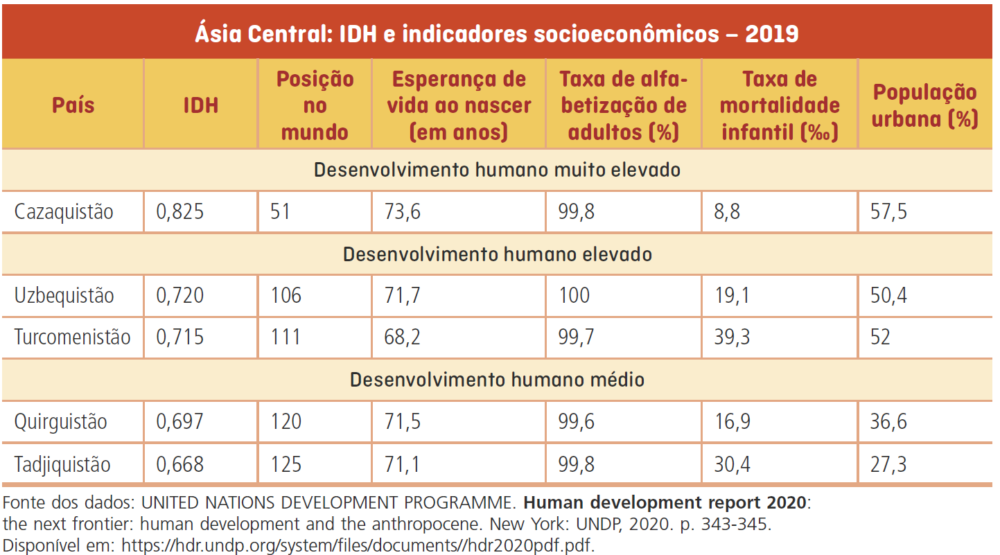 Ásia Central: IDH e indicadores socioeconômicos – 2019
País
IDH
Posição
no
mundo
Esperança de
vida ao nascer
(em anos)
Taxa de alfa-
betização de
adultos (%)
Taxa de
mortalidade
infantil (‰)
População
urbana (%)
Desenvolvimento humano muito elevado
Cazaquistão 0,825 51 73,6 99,8 8,8 57,5
Desenvolvimento humano elevado
Uzbequistão 0,720 106 71,7 100 19,1 50,4
Turcomenistão 0,715 111 68,2 99,7 39,3 52
Desenvolvimento humano médio
Quirguistão 0,697 120 71,5 99,6 16,9 36,6
Tadjiquistão 0,668 125 71,1 99,8 30,4 27,3
Fonte dos dados: UNITED NATIONS DEVELOPMENT PROGRAMME. Human development report 2020:
the next frontier: human development and the anthropocene. New York: UNDP, 2020. p. 343-345.
Disponível em: https://hdr.undp.org/system/files/documents//hdr2020pdf.pdf.